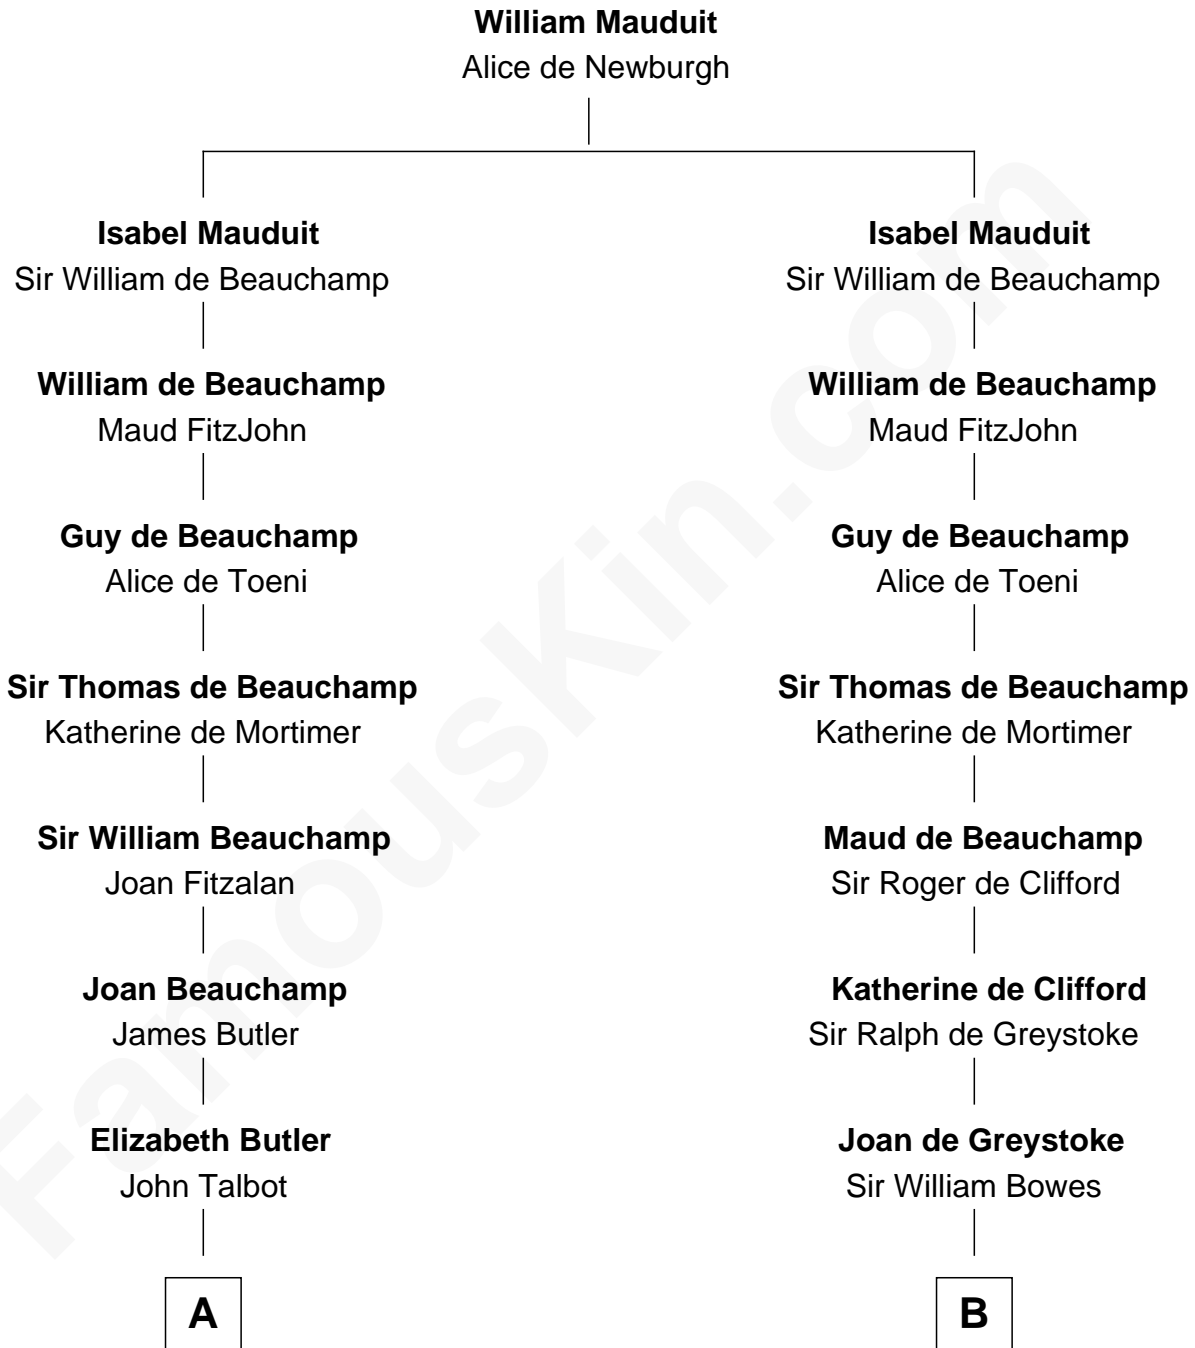 William Mauduit
Alice de Newburgh
Isabel Mauduit
Sir William de Beauchamp
Isabel Mauduit
Sir William de Beauchamp
William de Beauchamp
Maud FitzJohn
William de Beauchamp
Maud FitzJohn
Guy de Beauchamp
Alice de Toeni
Guy de Beauchamp
Alice de Toeni
Sir Thomas de Beauchamp
Katherine de Mortimer
Sir Thomas de Beauchamp
Katherine de Mortimer
Sir William Beauchamp
Joan Fitzalan
Maud de Beauchamp
Sir Roger de Clifford
Joan Beauchamp
James Butler
Katherine de Clifford
Sir Ralph de Greystoke
Elizabeth Butler
John Talbot
Joan de Greystoke
Sir William Bowes
A
B
FamousKin.com